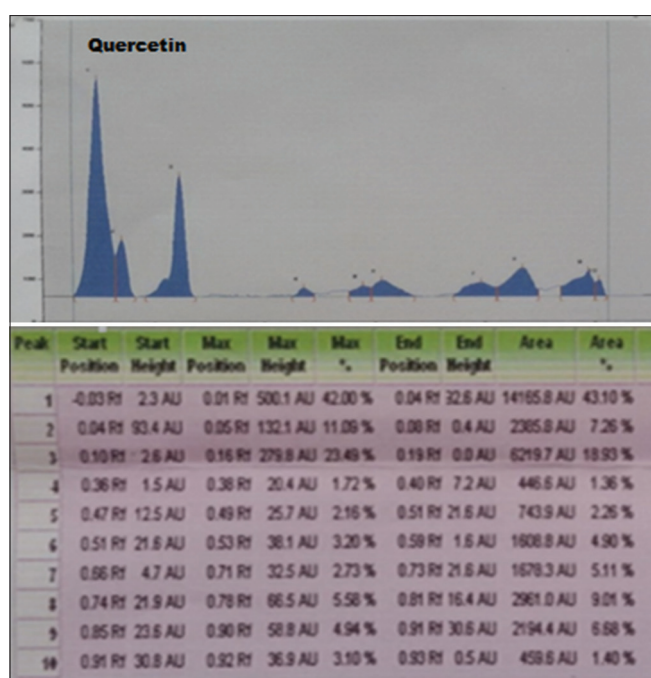 Quercetin
Peak Start Position Start Height Max Position Max Height Max % End Position End Height Area Area %
1 -0.03 Rf 2.3 AU 0.01 Rf 500.1 AU 42.00 % 0.04 Rf 92.6 AU 14165.8 AU 43.10 %
2 0.04 Rf 93.4 AU 0.05 Rf 132.1 AU 11.09 % 0.08 Rf 0.4 AU 2385.8 AU 7.26 %
3 0.10 Rf 2.6 AU 0.16 Rf 279.8 AU 23.49 % 0.19 Rf 0.0 AU 6219.7 AU 18.93 %
4 0.36 Rf 1.5 AU 0.38 Rf 20.4 AU 1.72 % 0.40 Rf 7.2 AU 446.6 AU 1.36 %
5 0.47 Rf 12.5 AU 0.49 Rf 25.7 AU 2.16 % 0.51 Rf 21.6 AU 743.9 AU 2.26 %
6 0.51 Rf 21.6 AU 0.53 Rf 38.1 AU 3.20 % 0.59 Rf 1.6 AU 1608.8 AU 4.90 %
7 0.66 Rf 4.7 AU 0.71 Rf 32.5 AU 2.73 % 0.73 Rf 21.6 AU 1678.3 AU 5.11 %
8 0.74 Rf 21.9 AU 0.78 Rf 66.5 AU 5.58 % 0.81 Rf 16.4 AU 2961.0 AU 9.01 %
9 0.85 Rf 23.6 AU 0.90 Rf 58.8 AU 4.94 % 0.91 Rf 30.6 AU 2194.4 AU 6.68 %
10 0.91 Rf 30.8 AU 0.92 Rf 36.9 AU 3.10 % 0.93 Rf 0.5 AU 459.6 AU 1.40 %